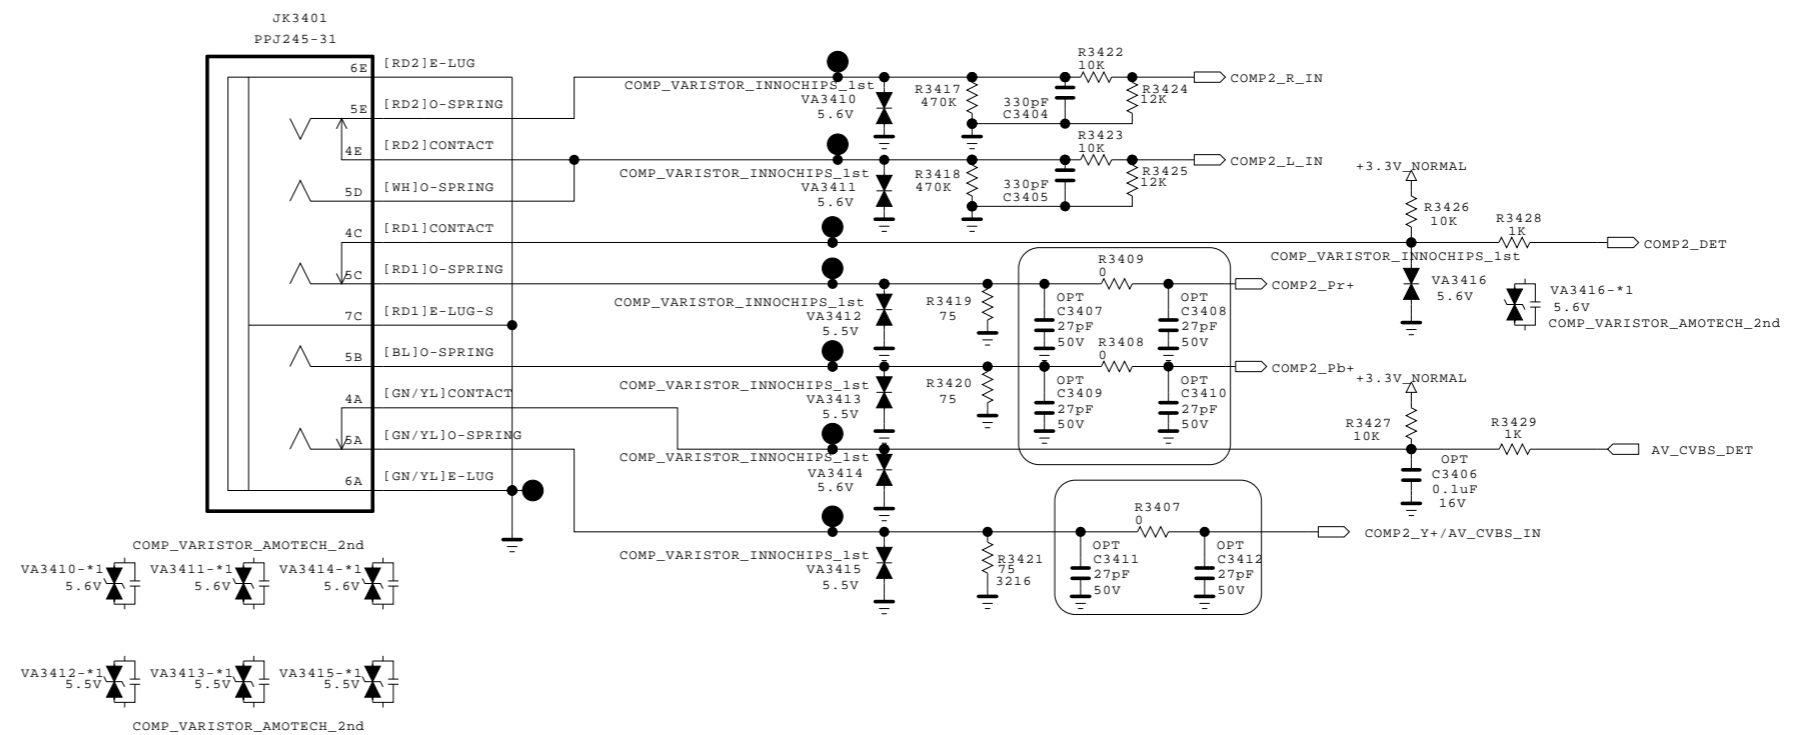 JK3401
PPJ245-31
6E
[RD2]E-LUG
5E
[RD2]O-SPRING
4E
[RD2]CONTACT
5D
[WH]O-SPRING
4C
[RD1]CONTACT
5C
[RD1]O-SPRING
7C
[RD1]E-LUG-S
5B
[BL]O-SPRING
4A
[GN/YL]CONTACT
5A
[GN/YL]O-SPRING
6A
[GN/YL]E-LUG
COMP_VARISTOR_INNOCHIPS_1st
VA3410
5.6V
R3417
470K
330pF
C3404
R3422
10K
R3424
12K
COMP2_R_IN
COMP_VARISTOR_INNOCHIPS_1st
VA3411
5.6V
R3418
470K
330pF
C3405
R3423
10K
R3425
12K
COMP2_L_IN
+3.3V_NORMAL
R3426
10K
R3428
1K
COMP2_DET
COMP_VARISTOR_INNOCHIPS_1st
VA3416
5.6V
VA3416-*1
5.6V
COMP_VARISTOR_AMOTECH_2nd
COMP_VARISTOR_INNOCHIPS_1st
VA3412
5.5V
R3419
75
R3409
0
OPT
C3407
27pF
50V
OPT
C3408
27pF
50V
COMP2_Pr+
COMP_VARISTOR_INNOCHIPS_1st
VA3413
5.5V
R3420
75
R3408
0
OPT
C3409
27pF
50V
OPT
C3410
27pF
50V
COMP2_Pb+
+3.3V_NORMAL
R3427
10K
R3429
1K
AV_CVBS_DET
OPT
C3406
0.1uF
16V
COMP_VARISTOR_INNOCHIPS_1st
VA3414
5.6V
COMP_VARISTOR_INNOCHIPS_1st
VA3415
5.5V
R3421
75
3216
R3407
0
OPT
C3411
27pF
50V
OPT
C3412
27pF
50V
COMP2_Y+/AV_CVBS_IN
COMP_VARISTOR_AMOTECH_2nd
VA3410-*1
5.6V
VA3411-*1
5.6V
VA3414-*1
5.6V
VA3412-*1
5.5V
VA3413-*1
5.5V
VA3415-*1
5.5V
COMP_VARISTOR_AMOTECH_2nd